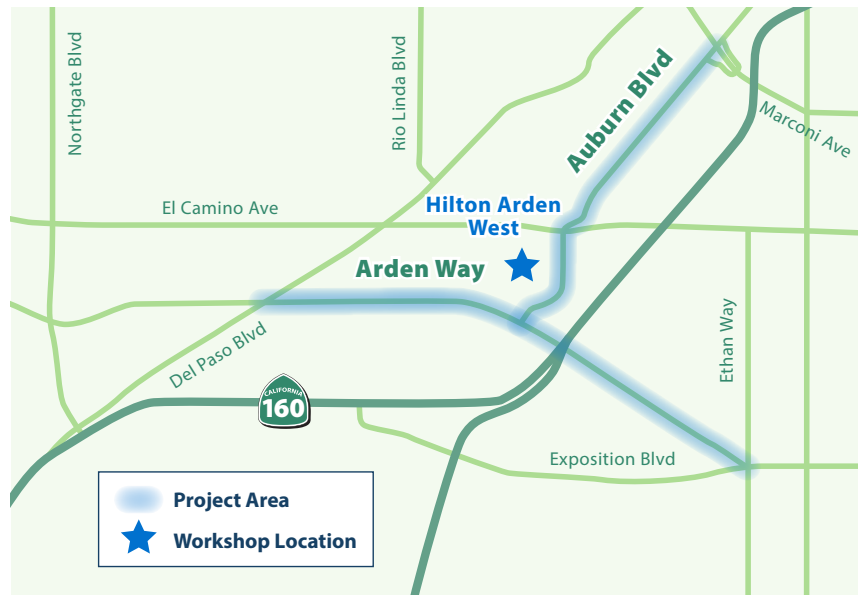 Northgate Blvd
Rio Linda Blvd
Auburn Blvd
Marconi Ave
El Camino Ave
Hilton Arden
West
Arden Way
Del Paso Blvd
Ethan Way
CALIFORNIA
160
Exposition Blvd
Project Area
Workshop Location